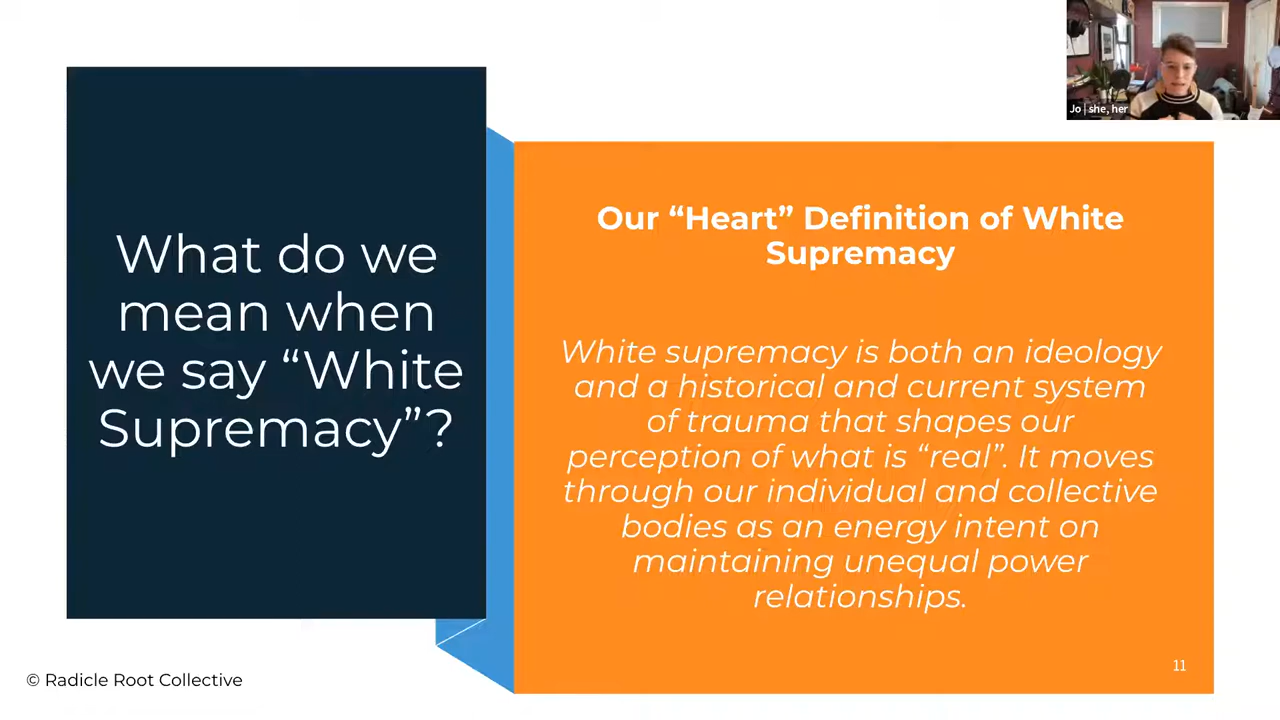 Jo | she, her
What do we
mean when
we say “White
Supremacy”?
Our “Heart” Definition of White
Supremacy
White supremacy is both an ideology
and a historical and current system
of trauma that shapes our
perception of what is “real”. It moves
through our individual and collective
bodies as an energy intent on
maintaining unequal power
relationships.
11
© Radicle Root Collective